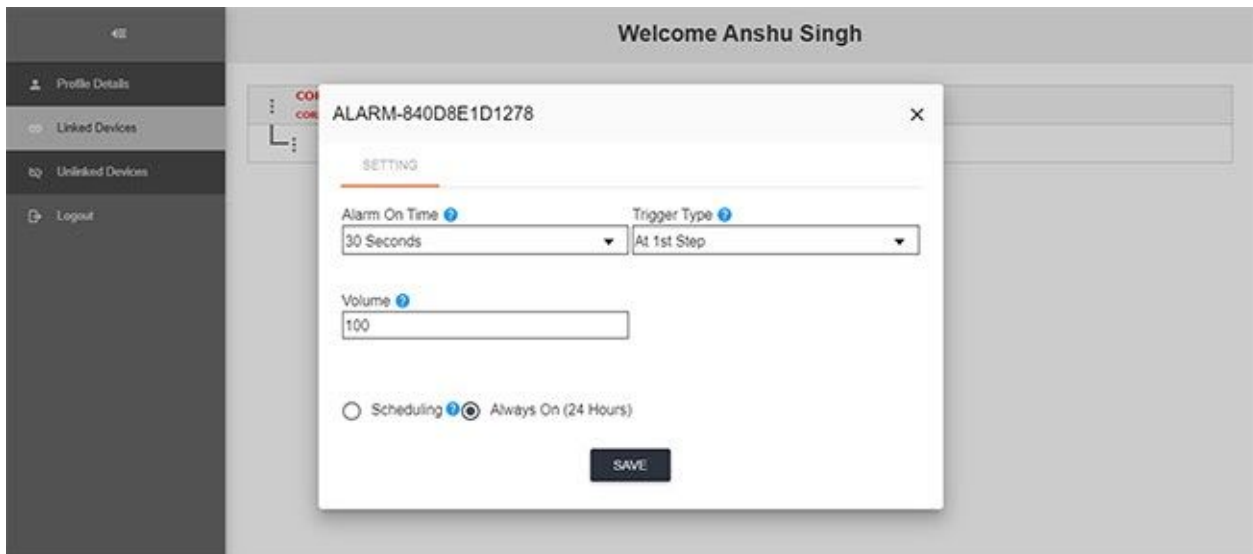 Welcome Anshu Singh
Profile Details
Linked Devices
Unlinked Devices
Logout
ALARM-840D8E1D1278
SETTING
Alarm On Time
Trigger Type
30 Seconds
At 1st Step
Volume
100
Scheduling
Always On (24 Hours)
SAVE